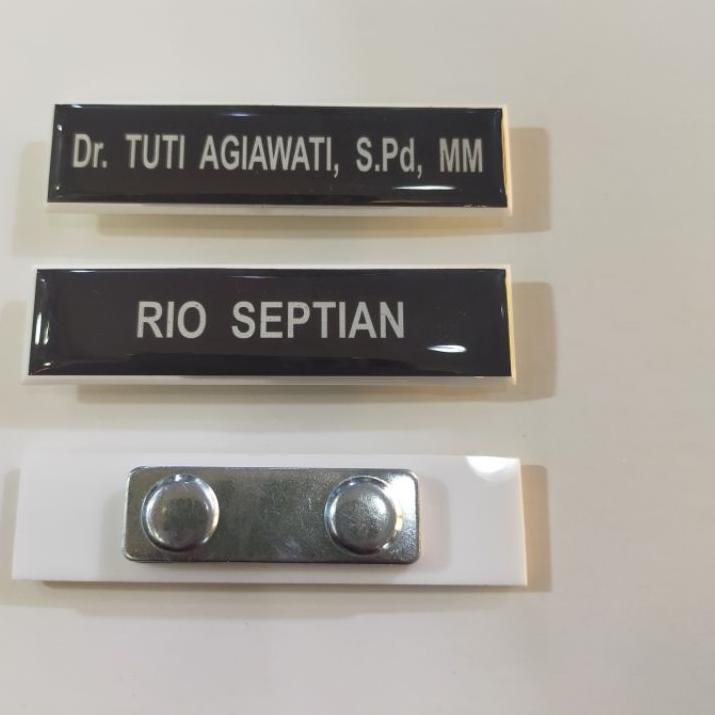 Dr. TUTI AGIAWATI, S.Pd, MM
RIO SEPTIAN